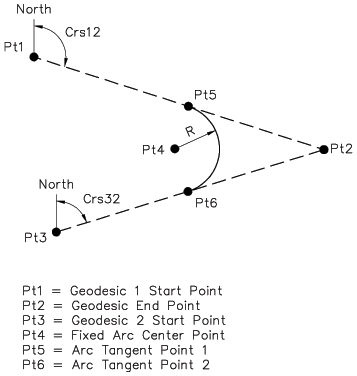 North
Crs12
Pt1
Pt5
R
Pt4
Pt2
North
Crs32
Pt6
Pt3
Pt1 = Geodesic 1 Start Point
Pt2 = Geodesic End Point
Pt3 = Geodesic 2 Start Point
Pt4 = Fixed Arc Center Point
Pt5 = Arc Tangent Point 1
Pt6 = Arc Tangent Point 2